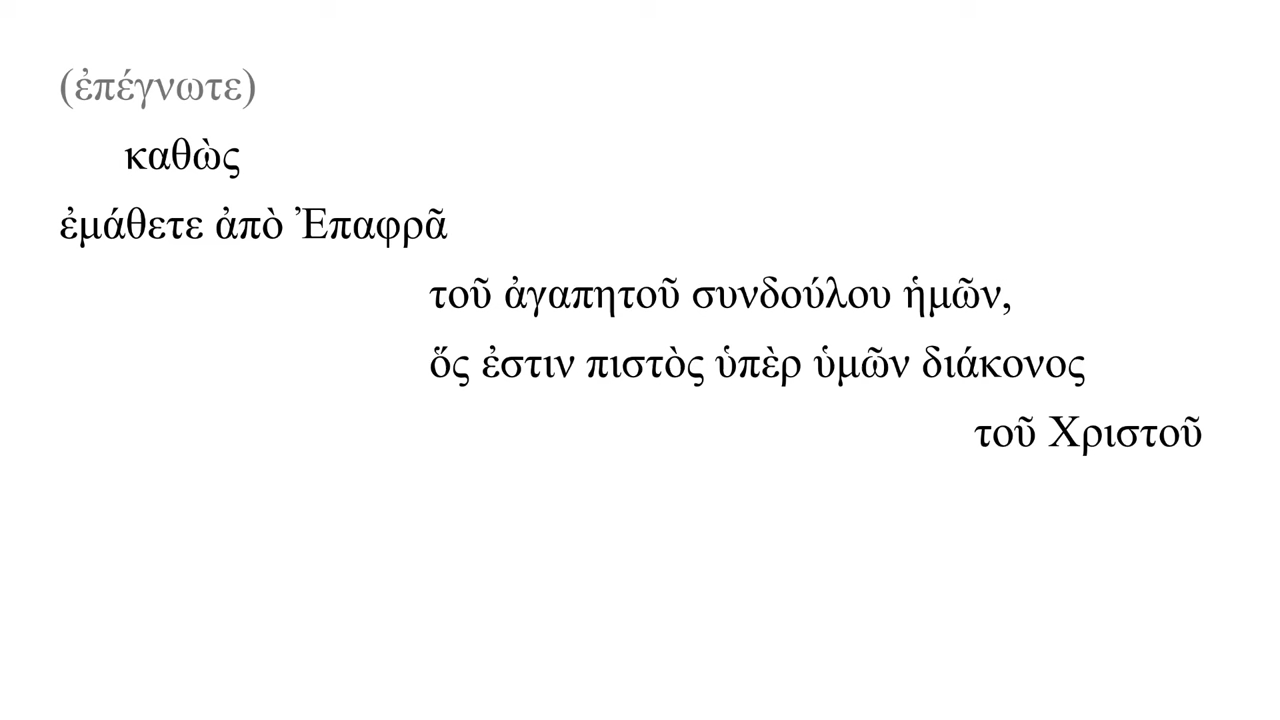 (ἐπέγνωτε)
καθὼς
ἐμάθετε ἀπὸ Ἐπαφρᾶ
τοῦ ἀγαπητοῦ συνδούλου ἡμῶν,
ὅς ἐστιν πιστὸς ὑπὲρ ὑμῶν διάκονος
τοῦ Χριστοῦ